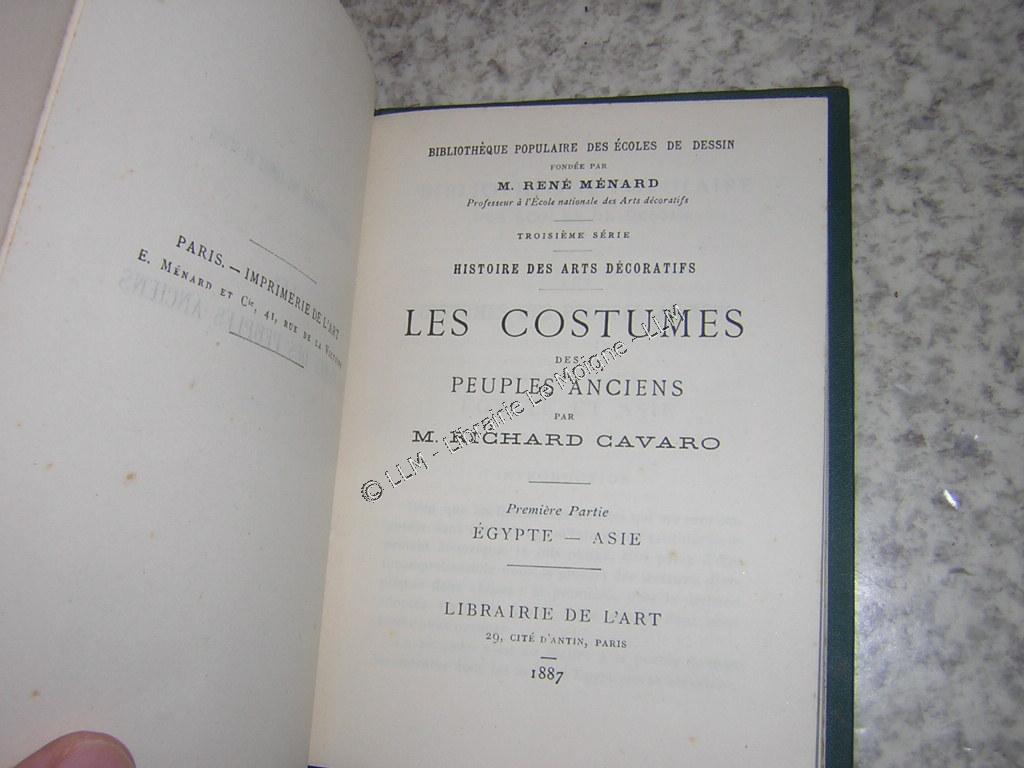 PARIS. — IMPRIMERIE DE L'ART
E. MÉNARD ET Cie, 41, RUE DE LA VICTOIRE
BIBLIOTHÈQUE POPULAIRE DES ÉCOLES DE DESSIN
FONDÉE PAR
M. RENÉ MÉNARD
Professeur à l'École nationale des Arts décoratifs
TROISIÈME SÉRIE
HISTOIRE DES ARTS DÉCORATIFS
LES COSTUMES
DES
PEUPLES ANCIENS
PAR
M. RICHARD CAVARO
Première Partie
ÉGYPTE — ASIE
LIBRAIRIE DE L'ART
29, CITÉ D'ANTIN, PARIS
1887
© LLM - Librairie Le Moigne - LLM